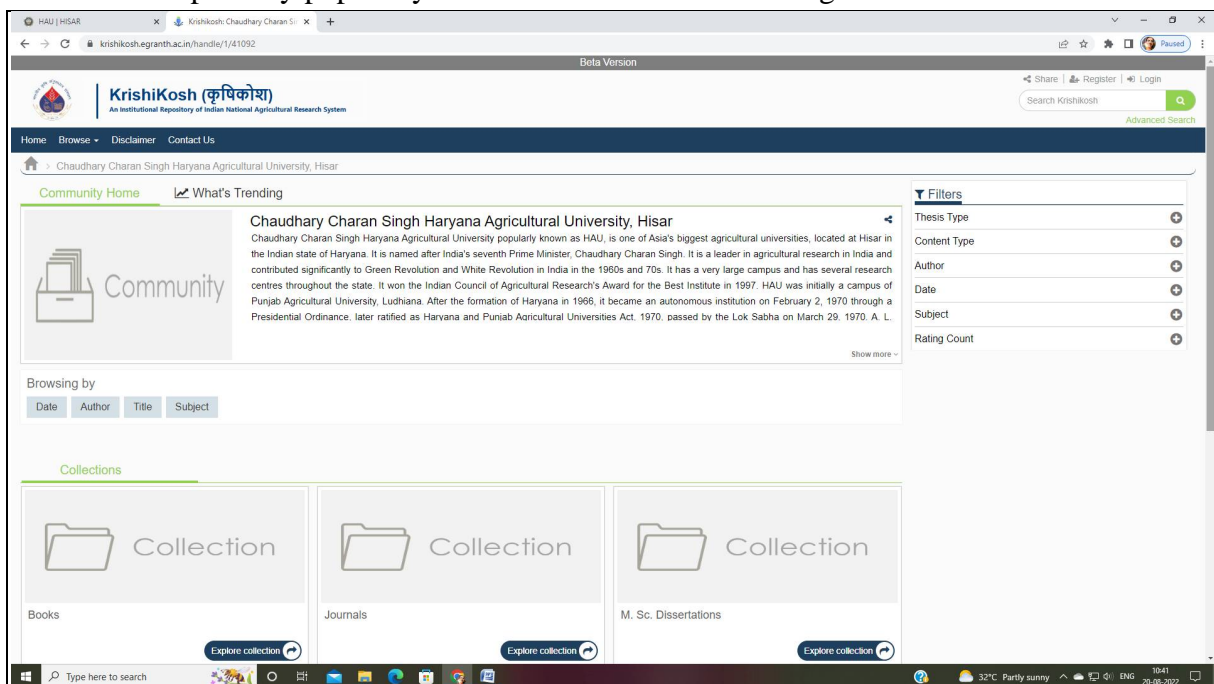 HAU | HISAR
Krishikosh: Chaudhary Charan Si
krishikosh.egranth.ac.in/handle/1/41092
Paused
Beta Version
Share | Register | Login
KrishiKosh (कृषिकोश)
An Institutional Repository of Indian National Agricultural Research System
Search Krishikosh
Advanced Search
Home Browse Disclaimer Contact Us
> Chaudhary Charan Singh Haryana Agricultural University, Hisar
Community Home What's Trending
Community
Chaudhary Charan Singh Haryana Agricultural University, Hisar
Chaudhary Charan Singh Haryana Agricultural University popularly known as HAU, is one of Asia's biggest agricultural universities, located at Hisar in
the Indian state of Haryana. It is named after India's seventh Prime Minister, Chaudhary Charan Singh. It is a leader in agricultural research in India and
contributed significantly to Green Revolution and White Revolution in India in the 1960s and 70s. It has a very large campus and has several research
centres throughout the state. It won the Indian Council of Agricultural Research's Award for the Best Institute in 1997. HAU was initially a campus of
Punjab Agricultural University, Ludhiana. After the formation of Haryana in 1966, it became an autonomous institution on February 2, 1970 through a
Presidential Ordinance, later ratified as Haryana and Punjab Agricultural Universities Act, 1970, passed by the Lok Sabha on March 29, 1970. A. L.
Show more
Filters
Thesis Type
Content Type
Author
Date
Subject
Rating Count
Browsing by
Date Author Title Subject
Collections
Collection
Books
Explore collection
Collection
Journals
Explore collection
Collection
M. Sc. Dissertations
Explore collection
Type here to search
32°C Partly sunny
ENG
10:41
20-08-2022